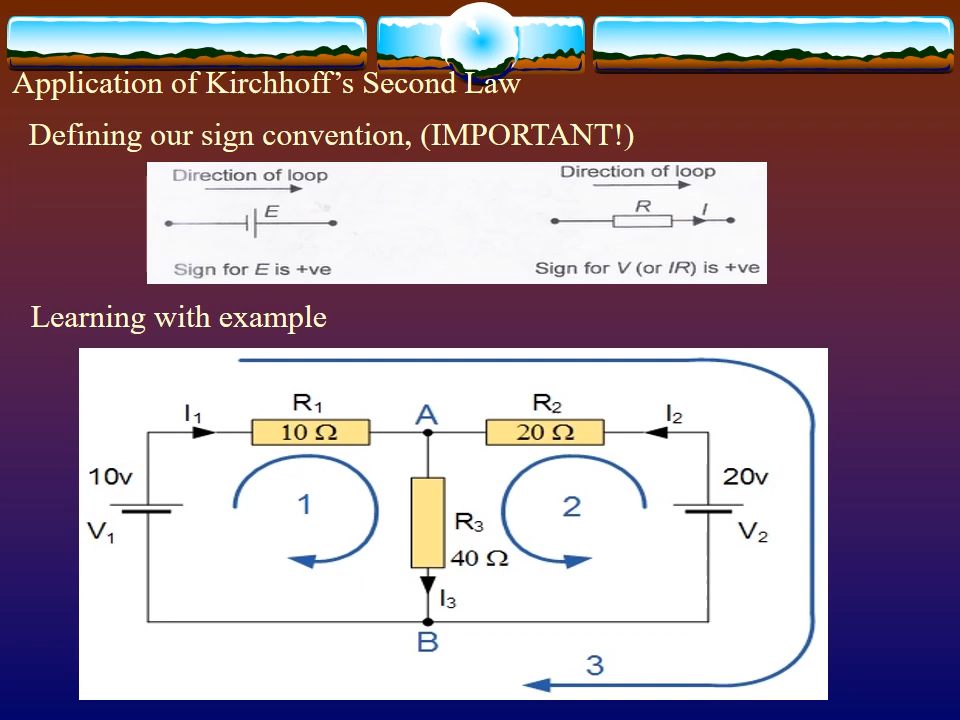 Application of Kirchhoff’s Second Law
Defining our sign convention, (IMPORTANT!)
Direction of loop
E
Sign for E is +ve
Direction of loop
R I
Sign for V (or IR) is +ve
Learning with example
I₁ R₁ A R₂ I₂
10 Ω 20 Ω
10v 20v
1 2
V₁ R₃ V₂
40 Ω
I₃
B
3